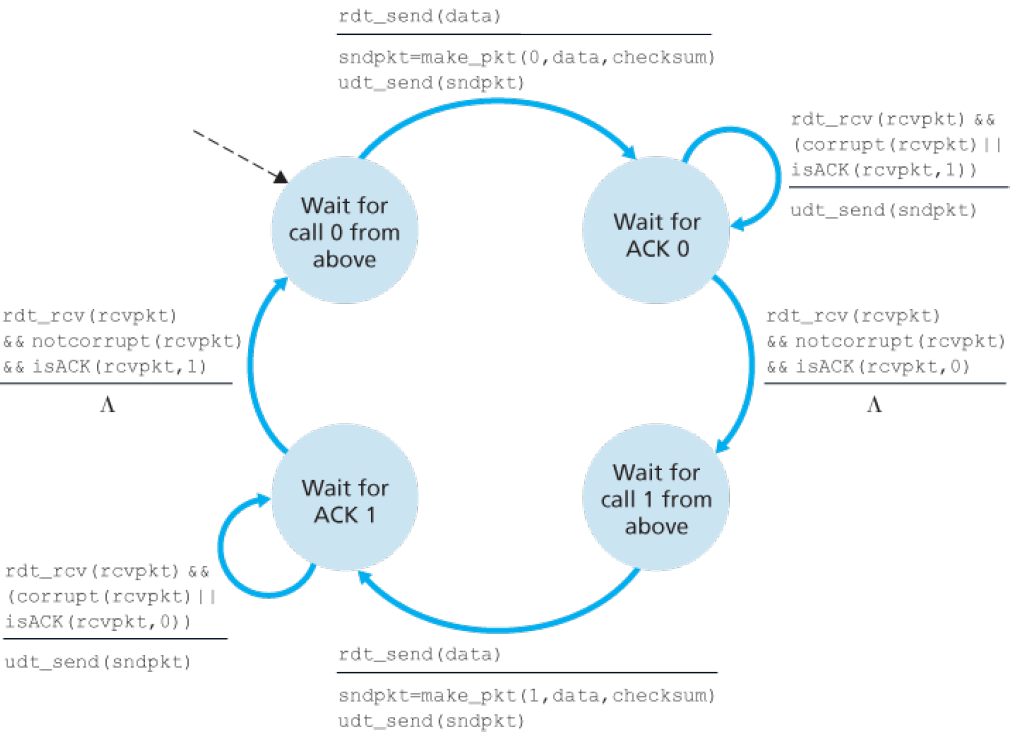 rdt_send(data)
sndpkt=make_pkt(0,data,checksum)
udt_send(sndpkt)
rdt_rcv(rcvpkt) &&
(corrupt(rcvpkt)||
isACK(rcvpkt,1))
udt_send(sndpkt)
Wait for
call 0 from
above
Wait for
ACK 0
rdt_rcv(rcvpkt)
&& notcorrupt(rcvpkt)
&& isACK(rcvpkt,1)
Λ
rdt_rcv(rcvpkt)
&& notcorrupt(rcvpkt)
&& isACK(rcvpkt,0)
Λ
Wait for
ACK 1
Wait for
call 1 from
above
rdt_rcv(rcvpkt) &&
(corrupt(rcvpkt)||
isACK(rcvpkt,0))
udt_send(sndpkt)
rdt_send(data)
sndpkt=make_pkt(1,data,checksum)
udt_send(sndpkt)